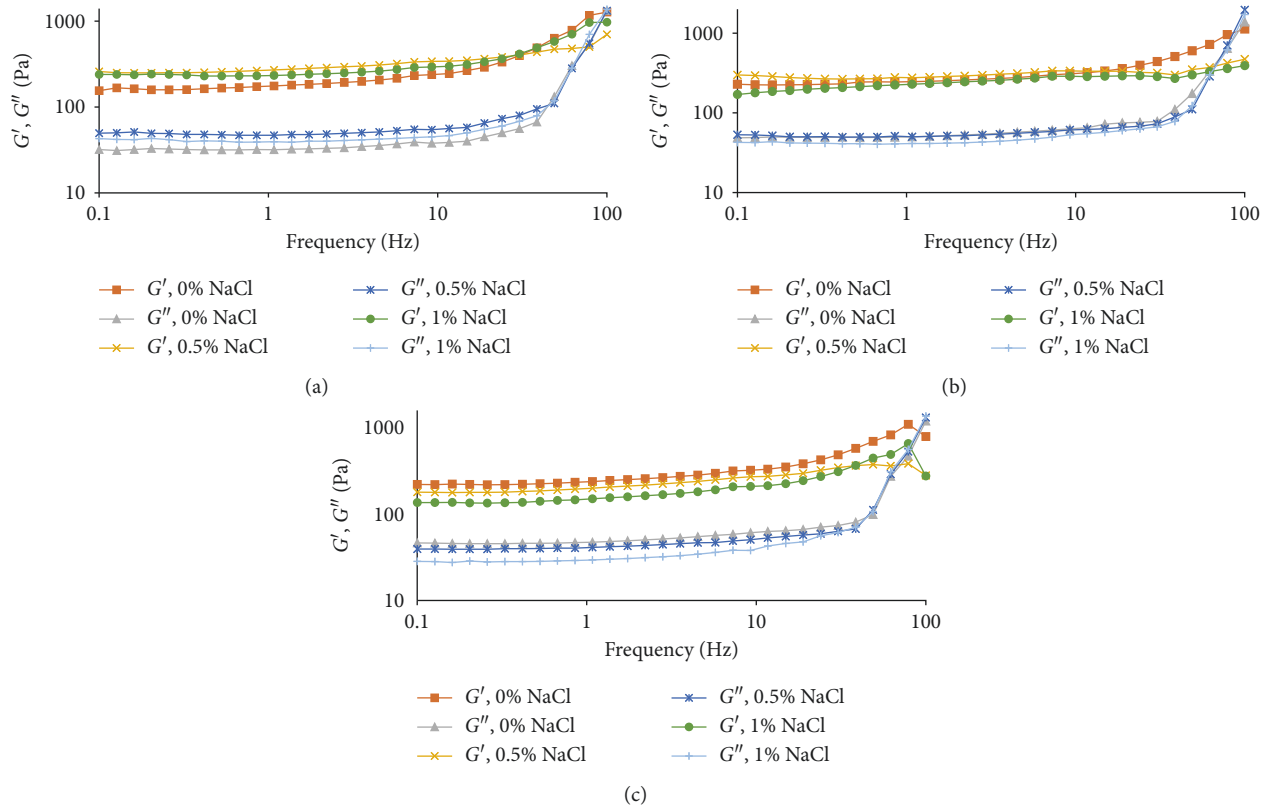 1000
100
10
G′, G″ (Pa)
0.1 1 10 100
Frequency (Hz)
G′, 0% NaCl
G″, 0% NaCl
G′, 0.5% NaCl
G″, 0.5% NaCl
G′, 1% NaCl
G″, 1% NaCl
(a)
1000
100
10
G′, G″ (Pa)
0.1 1 10 100
Frequency (Hz)
G′, 0% NaCl
G″, 0% NaCl
G′, 0.5% NaCl
G″, 0.5% NaCl
G′, 1% NaCl
G″, 1% NaCl
(b)
1000
100
10
G′, G″ (Pa)
0.1 1 10 100
Frequency (Hz)
G′, 0% NaCl
G″, 0% NaCl
G′, 0.5% NaCl
G″, 0.5% NaCl
G′, 1% NaCl
G″, 1% NaCl
(c)